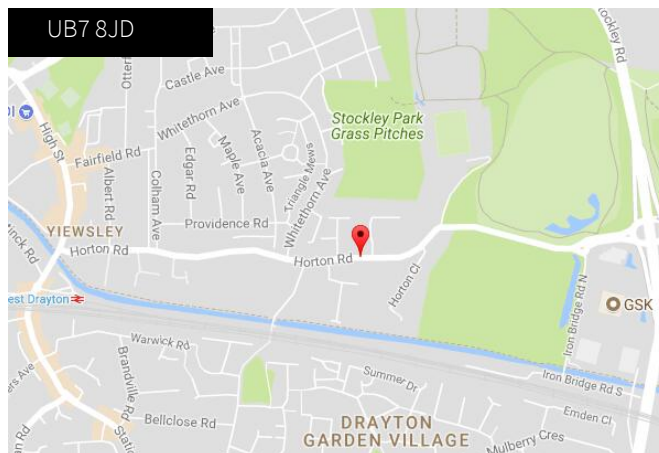 UB7 8JD
Stockley Rd
Castle Ave
Whitethorn Ave
High St
Stockley Park
Grass Pitches
Fairfield Rd
Albert Rd
Colham Ave
Edgar Rd
Maple Ave
Acacia Ave
Triangle Mews
Whitethorn Ave
Providence Rd
YIEWSLEY
Horton Rd
Horton Rd
Horton Cl
est Drayton
GSK
Iron Bridge Rd N
Warwick Rd
Brandville Rd
Summer Dr
Iron Bridge Rd S
Bellclose Rd
Emden Cl
DRAYTON
GARDEN VILLAGE
Mulberry Cres